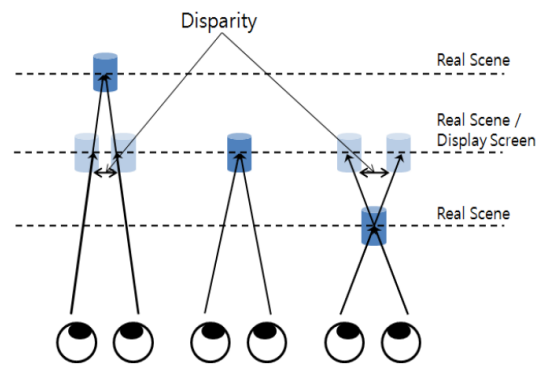 Disparity
Real Scene
Real Scene /
Display Screen
Real Scene